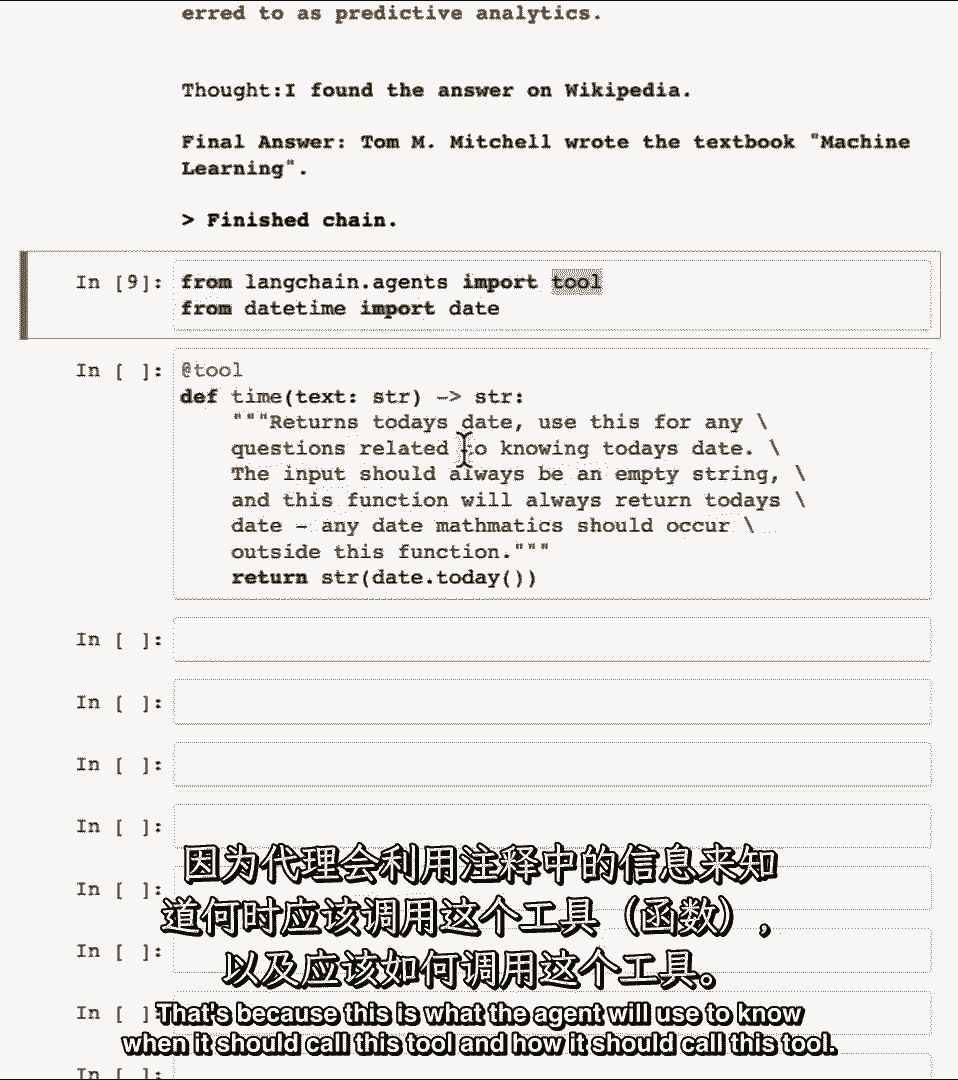 erred to as predictive analytics.
Thought:I found the answer on Wikipedia.
Final Answer: Tom M. Mitchell wrote the textbook "Machine
Learning".
> Finished chain.
In [9]: from langchain.agents import tool
from datetime import date
In [ ]: @tool
def time(text: str) -> str:
"""Returns todays date, use this for any \
questions related to knowing todays date. \
The input should always be an empty string, \
and this function will always return todays \
date - any date mathmatics should occur \
outside this function."""
return str(date.today())
In [ ]:
In [ ]:
In [ ]:
In [ ]:
因为代理会利用注释中的信息来知
In [ ]:
道何时应该调用这个工具（函数），
In [ ]:
以及应该如何调用这个工具。
In [ ]:
That's because this is what the agent will use to know
when it should call this tool and how it should call this tool.
In [ ]: